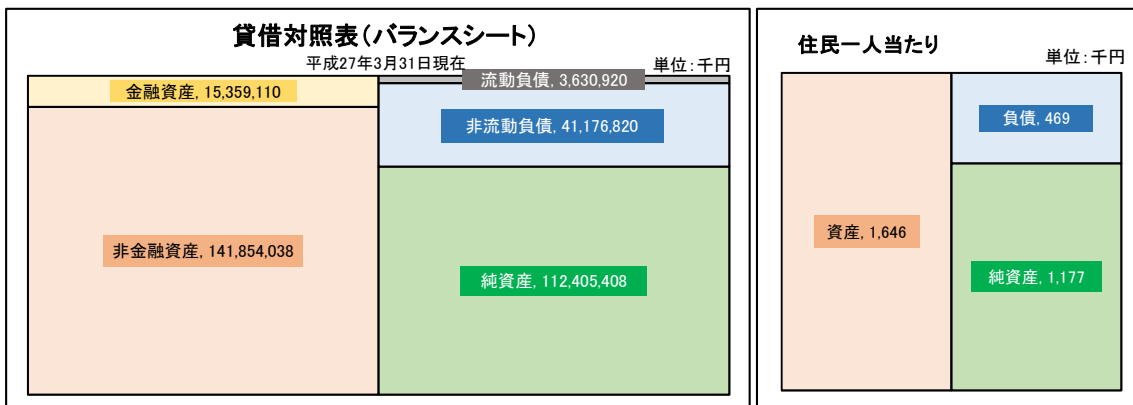 貸借対照表(バランスシート)
平成27年3月31日現在
単位:千円
金融資産, 15,359,110
流動負債, 3,630,920
非流動負債, 41,176,820
非金融資産, 141,854,038
純資産, 112,405,408
住民一人当たり
単位:千円
負債, 469
資産, 1,646
純資産, 1,177